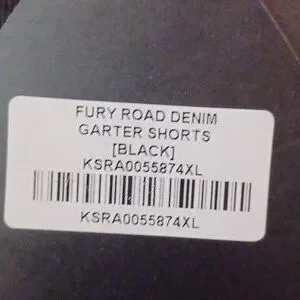 FURY ROAD DENIM
GARTER SHORTS
[BLACK]
KSRA0055874XL
KSRA0055874XL